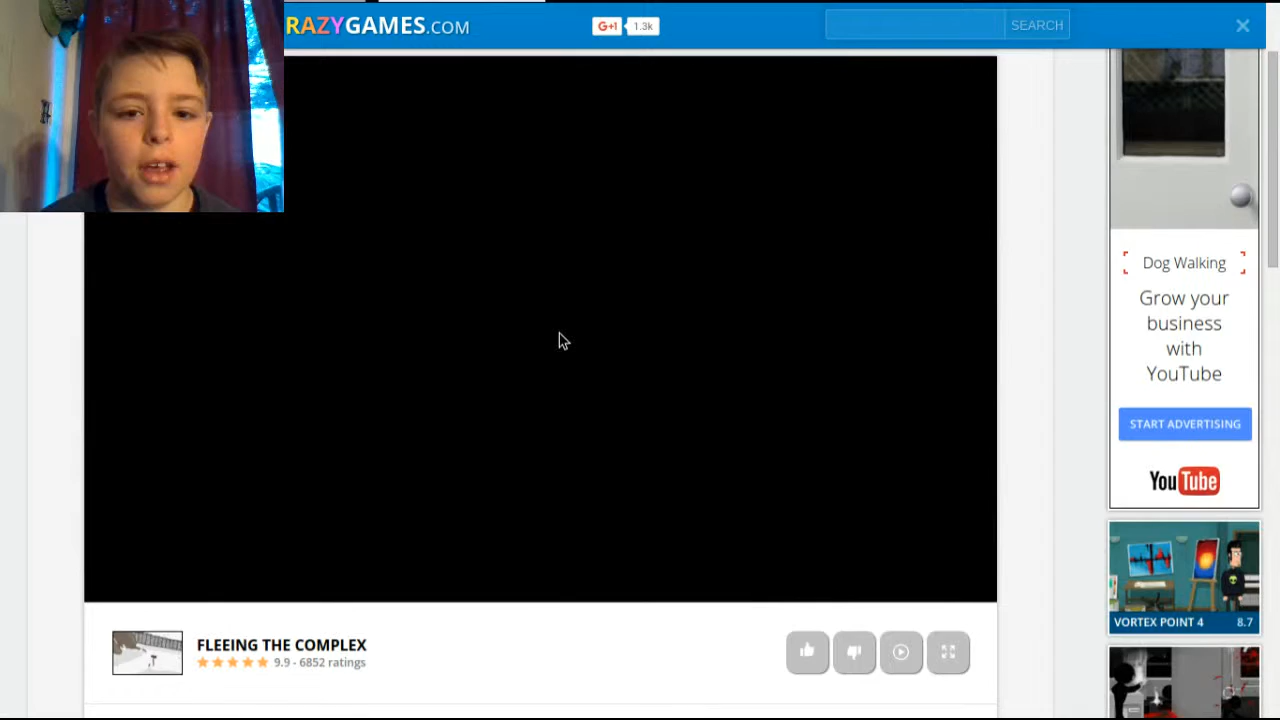 RAZYGAMES.COM
G+1 1.3k
SEARCH
Dog Walking
Grow your
business
with
YouTube
START ADVERTISING
YouTube
VORTEX POINT 4 8.7
FLEEING THE COMPLEX
9.9 - 6852 ratings